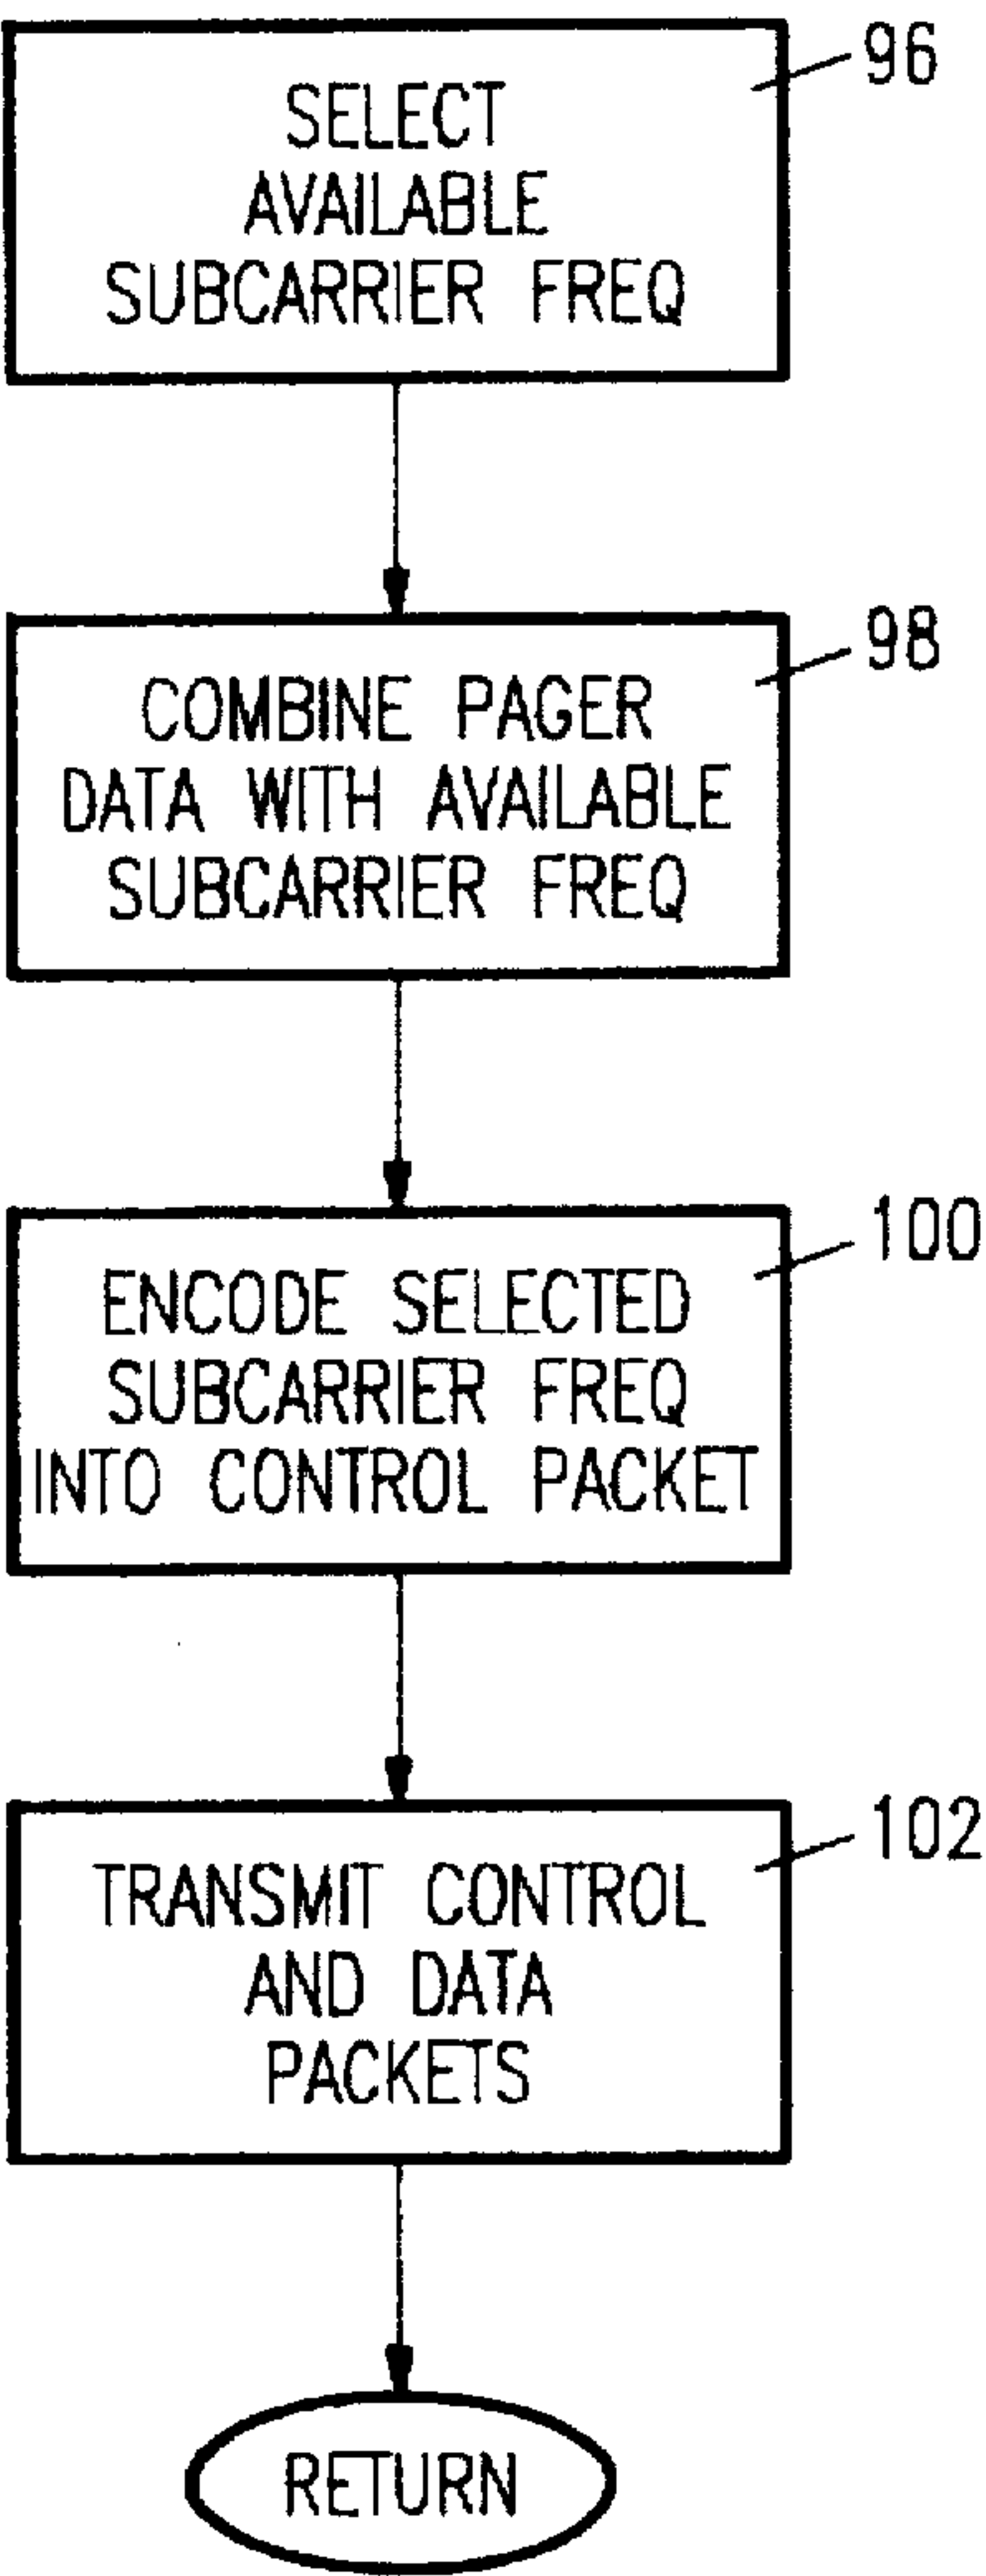 96
SELECT
AVAILABLE
SUBCARRIER FREQ
98
COMBINE PAGER
DATA WITH AVAILABLE
SUBCARRIER FREQ
100
ENCODE SELECTED
SUBCARRIER FREQ
INTO CONTROL PACKET
102
TRANSMIT CONTROL
AND DATA
PACKETS
RETURN